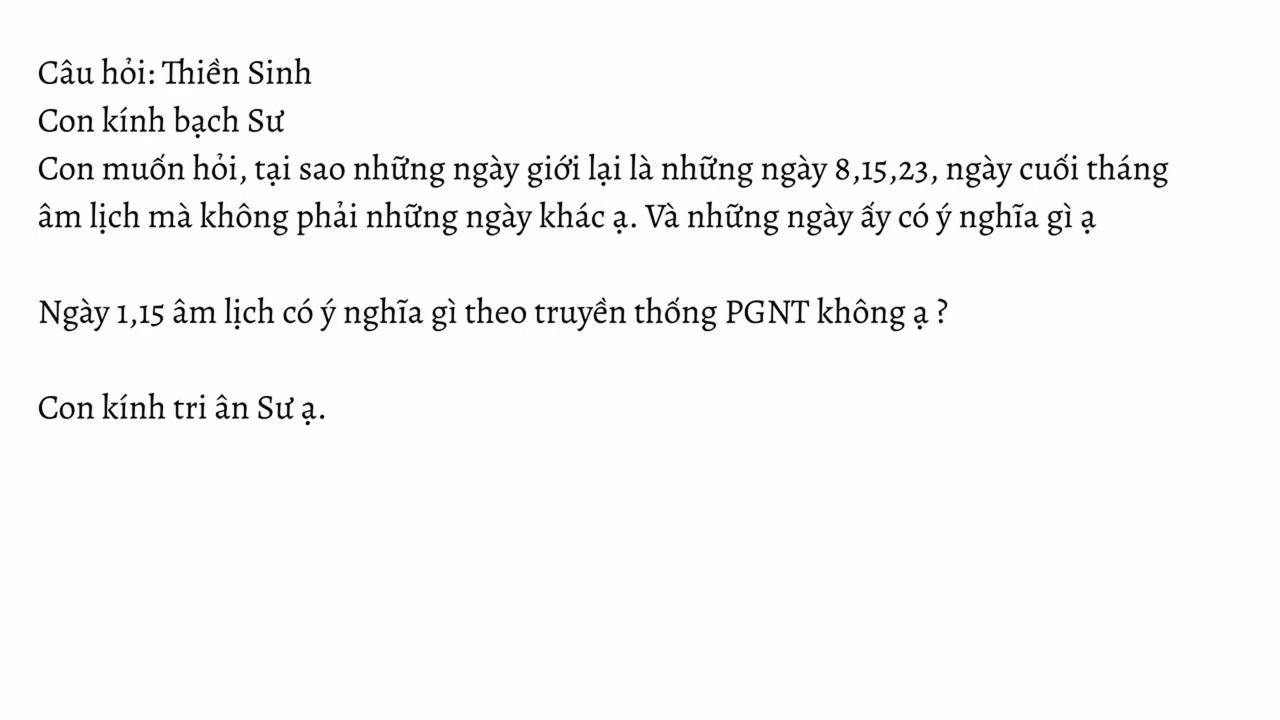 Câu hỏi: Thiền Sinh
Con kính bạch Sư
Con muốn hỏi, tại sao những ngày giới lại là những ngày 8,15,23, ngày cuối tháng
âm lịch mà không phải những ngày khác ạ. Và những ngày ấy có ý nghĩa gì ạ
Ngày 1,15 âm lịch có ý nghĩa gì theo truyền thống PGNT không ạ ?
Con kính tri ân Sư ạ.